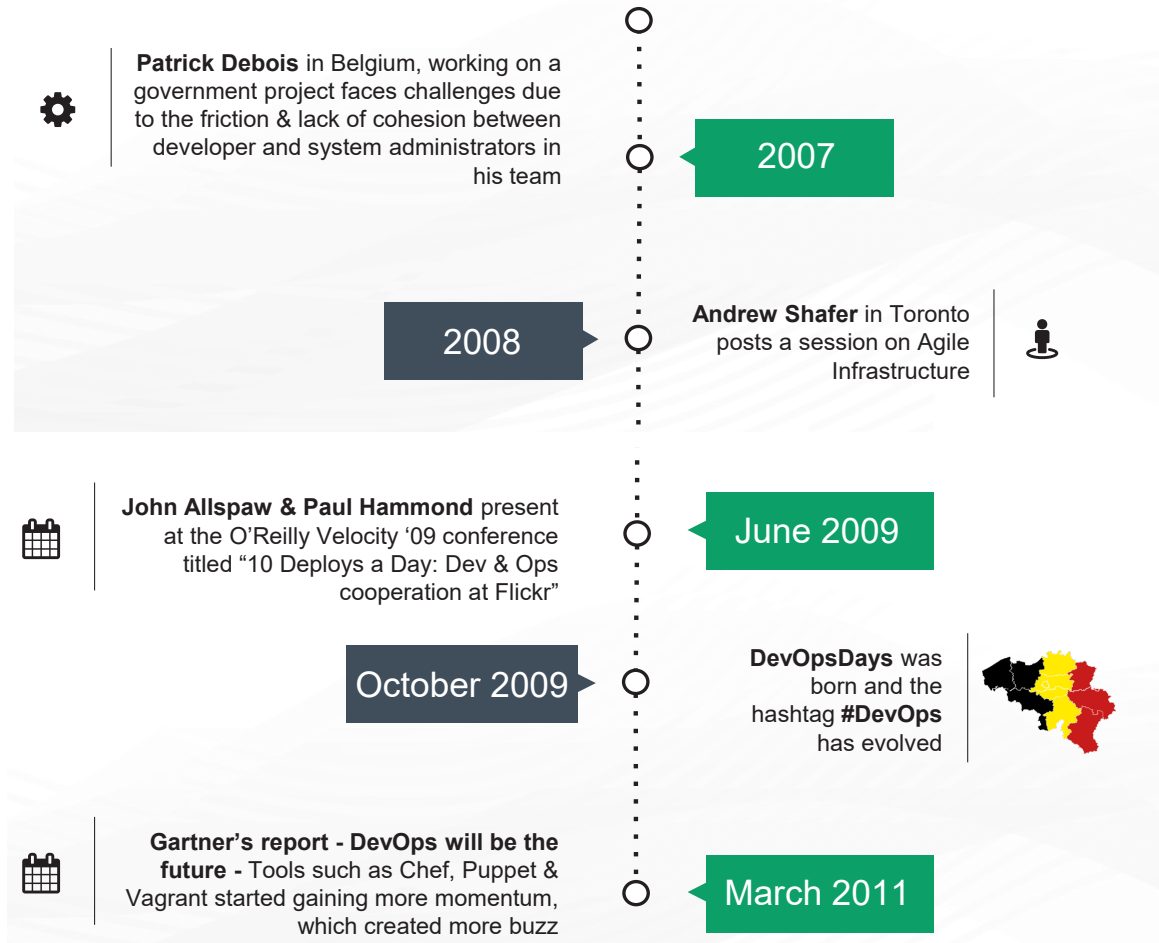 Patrick Debois in Belgium, working on a
government project faces challenges due
to the friction & lack of cohesion between
developer and system administrators in
his team
2007
2008
Andrew Shafer in Toronto
posts a session on Agile
Infrastructure
John Allspaw & Paul Hammond present
at the O’Reilly Velocity ‘09 conference
titled “10 Deploys a Day: Dev & Ops
cooperation at Flickr”
June 2009
October 2009
DevOpsDays was
born and the
hashtag #DevOps
has evolved
Gartner’s report - DevOps will be the
future - Tools such as Chef, Puppet &
Vagrant started gaining more momentum,
which created more buzz
March 2011